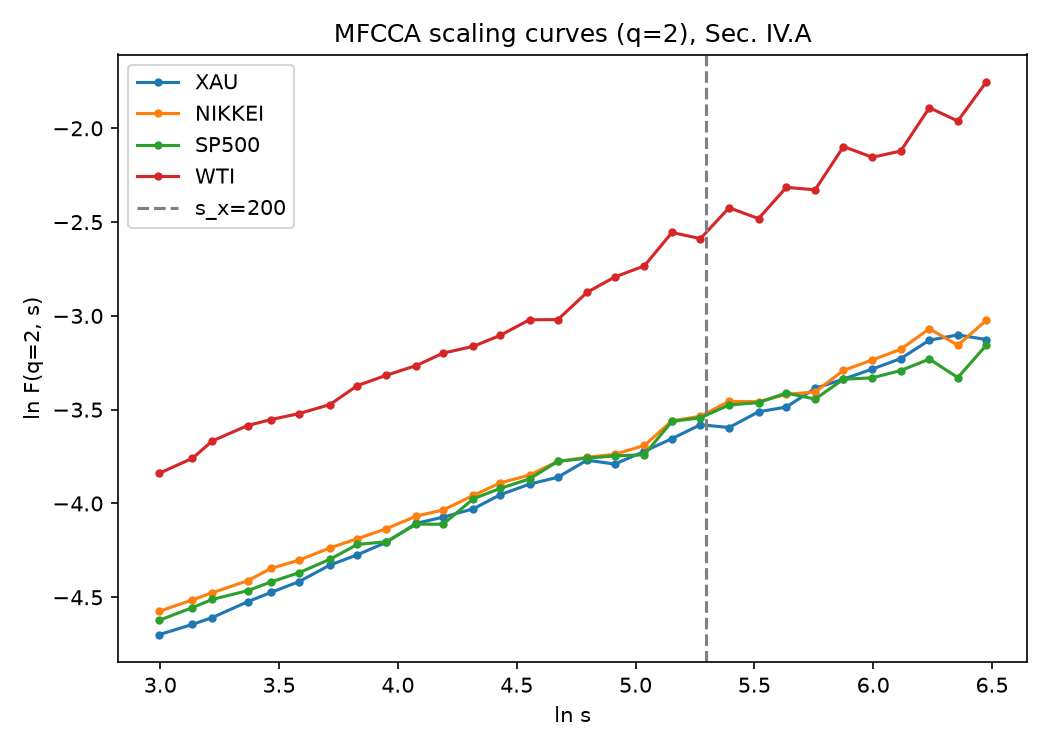 MFCCA scaling curves (q=2), Sec. IV.A
XAU
NIKKEI
SP500
WTI
s_x=200
ln F(q=2, s)
−2.0
−2.5
−3.0
−3.5
−4.0
−4.5
3.0 3.5 4.0 4.5 5.0 5.5 6.0 6.5
ln s